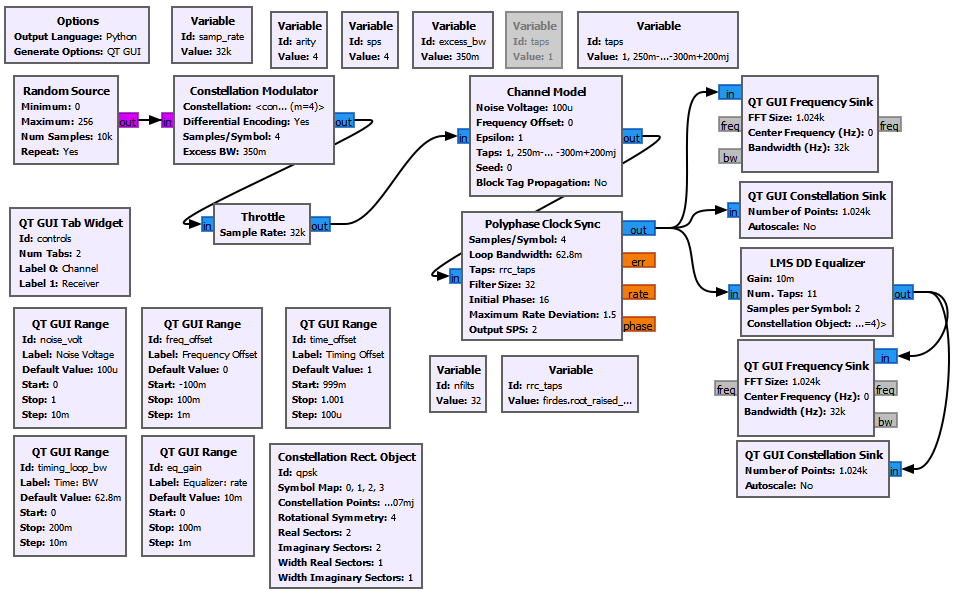 Options
Output Language: Python
Generate Options: QT GUI
Variable
Id: samp_rate
Value: 32k
Variable
Id: arity
Value: 4
Variable
Id: sps
Value: 4
Variable
Id: excess_bw
Value: 350m
Variable
Id: taps
Value: 1
Variable
Id: taps
Value: 1, 250m-...-300m+200mj
Random Source
Minimum: 0
Maximum: 256
Num Samples: 10k
Repeat: Yes
out
in
Constellation Modulator
Constellation: <con... (m=4)>
Differential Encoding: Yes
Samples/Symbol: 4
Excess BW: 350m
out
in
Channel Model
Noise Voltage: 100u
Frequency Offset: 0
Epsilon: 1
Taps: 1, 250m-... -300m+200mj
Seed: 0
Block Tag Propagation: No
out
in
freq
bw
QT GUI Frequency Sink
FFT Size: 1.024k
Center Frequency (Hz): 0
Bandwidth (Hz): 32k
freq
QT GUI Tab Widget
Id: controls
Num Tabs: 2
Label 0: Channel
Label 1: Receiver
in
Throttle
Sample Rate: 32k
out
in
Polyphase Clock Sync
Samples/Symbol: 4
Loop Bandwidth: 62.8m
Taps: rrc_taps
Filter Size: 32
Initial Phase: 16
Maximum Rate Deviation: 1.5
Output SPS: 2
out
err
rate
phase
in
QT GUI Constellation Sink
Number of Points: 1.024k
Autoscale: No
in
LMS DD Equalizer
Gain: 10m
Num. Taps: 11
Samples per Symbol: 2
Constellation Object: ...=4)>
out
QT GUI Range
Id: noise_volt
Label: Noise Voltage
Default Value: 100u
Start: 0
Stop: 1
Step: 10m
QT GUI Range
Id: freq_offset
Label: Frequency Offset
Default Value: 0
Start: -100m
Stop: 100m
Step: 1m
QT GUI Range
Id: time_offset
Label: Timing Offset
Default Value: 1
Start: 999m
Stop: 1.001
Step: 100u
Variable
Id: nfilts
Value: 32
Variable
Id: rrc_taps
Value: firdes.root_raised_...
freq
QT GUI Frequency Sink
FFT Size: 1.024k
Center Frequency (Hz): 0
Bandwidth (Hz): 32k
in
freq
bw
QT GUI Range
Id: timing_loop_bw
Label: Time: BW
Default Value: 62.8m
Start: 0
Stop: 200m
Step: 10m
QT GUI Range
Id: eq_gain
Label: Equalizer: rate
Default Value: 10m
Start: 0
Stop: 100m
Step: 1m
Constellation Rect. Object
Id: qpsk
Symbol Map: 0, 1, 2, 3
Constellation Points: ...07mj
Rotational Symmetry: 4
Real Sectors: 2
Imaginary Sectors: 2
Width Real Sectors: 1
Width Imaginary Sectors: 1
QT GUI Constellation Sink
Number of Points: 1.024k
Autoscale: No
in